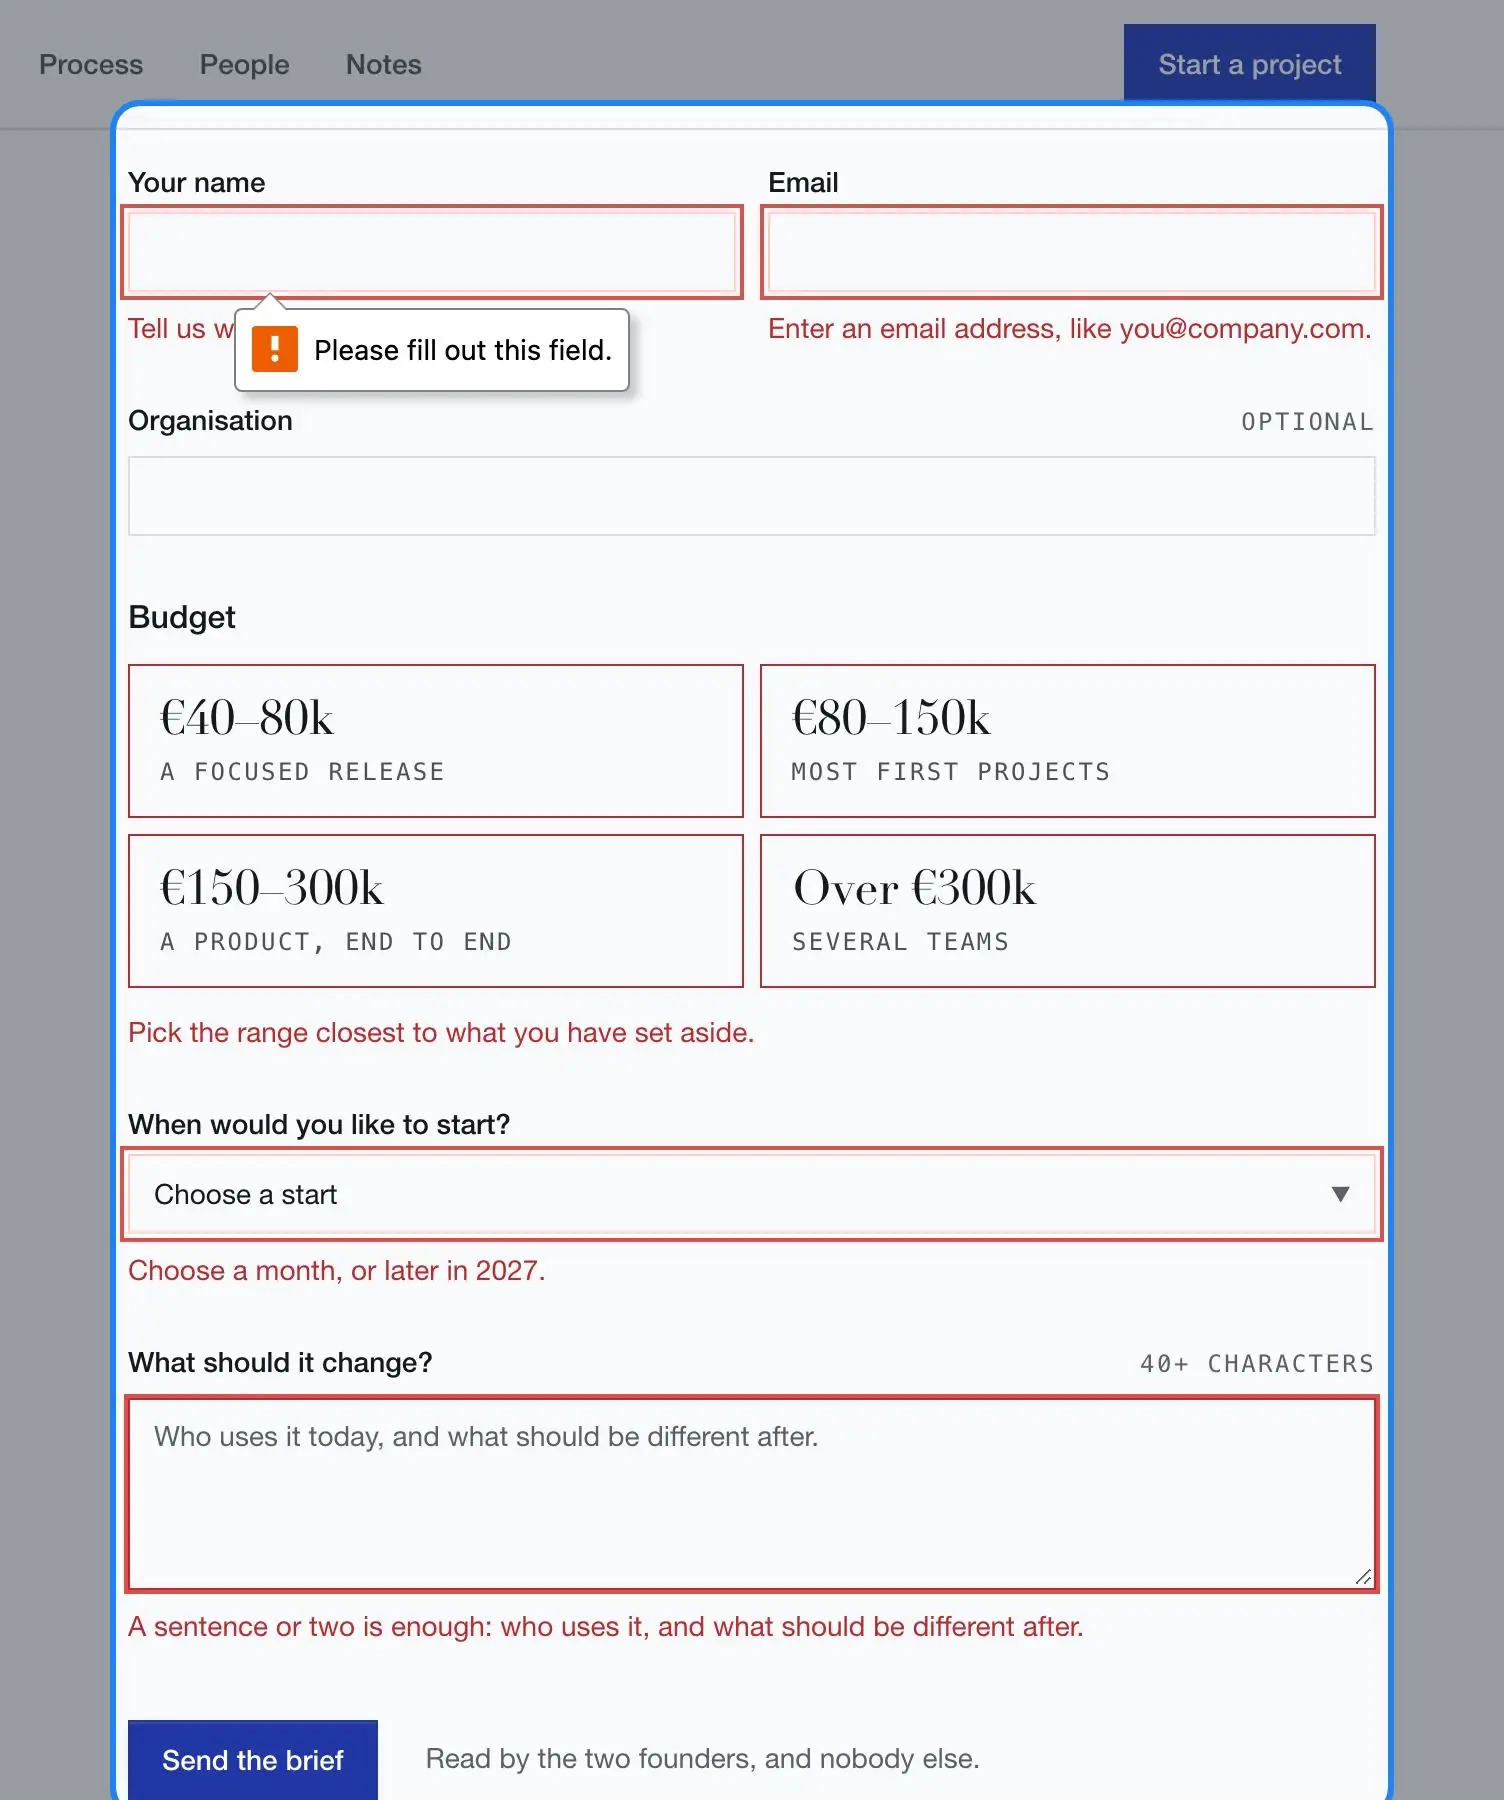 Process People Notes Start a project
Your name Email
Tell us w Enter an email address, like you@company.com.
Please fill out this field.
Organisation OPTIONAL
Budget
€40–80k €80–150k
A FOCUSED RELEASE MOST FIRST PROJECTS
€150–300k Over €300k
A PRODUCT, END TO END SEVERAL TEAMS
Pick the range closest to what you have set aside.
When would you like to start?
Choose a start
Choose a month, or later in 2027.
What should it change? 40+ CHARACTERS
Who uses it today, and what should be different after.
A sentence or two is enough: who uses it, and what should be different after.
Send the brief Read by the two founders, and nobody else.